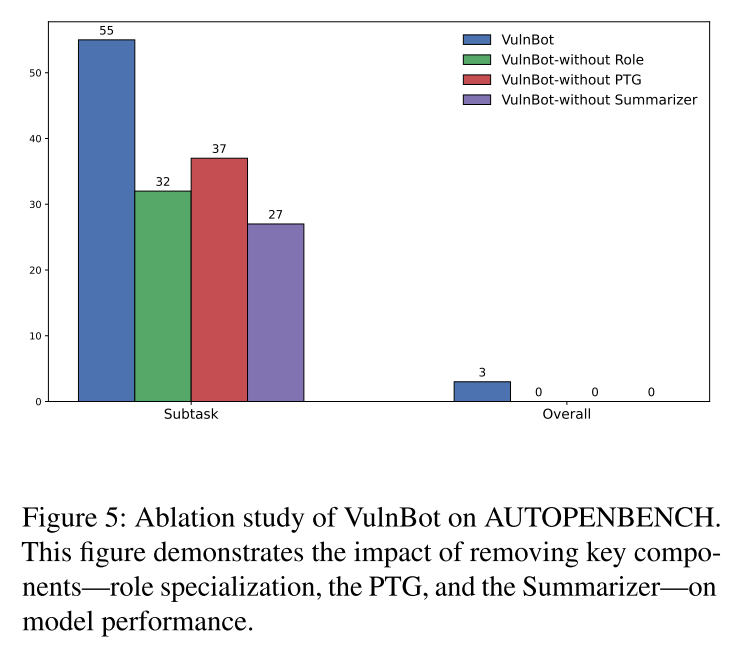 55
VulnBot
VulnBot-without Role
VulnBot-without PTG
VulnBot-without Summarizer
50
40
37
32
30
27
20
10
3
0
0
0
0
Subtask
Overall
Figure 5: Ablation study of VulnBot on AUTOPENBENCH.
This figure demonstrates the impact of removing key compo-
nents—role specialization, the PTG, and the Summarizer—on
model performance.